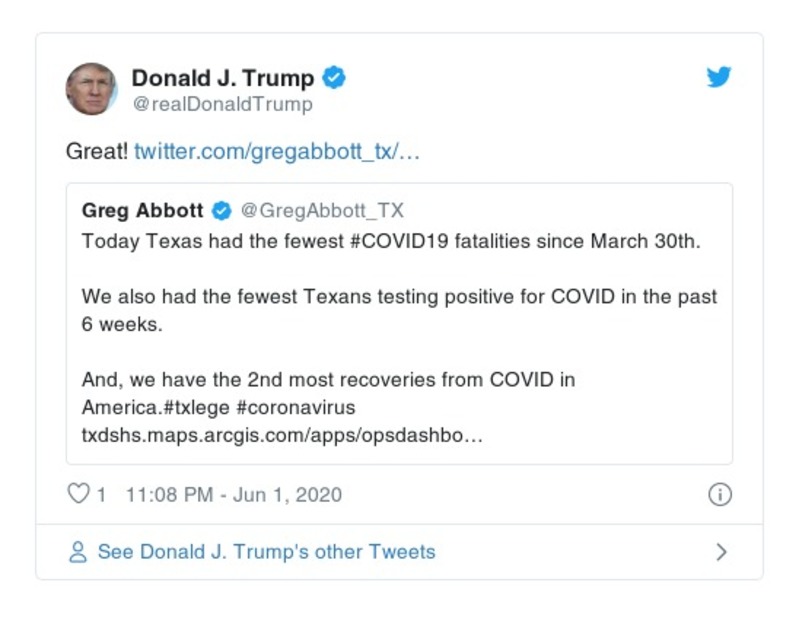 Donald J. Trump
@realDonaldTrump
Great! twitter.com/gregabbott_tx/…
Greg Abbott @GregAbbott_TX
Today Texas had the fewest #COVID19 fatalities since March 30th.
We also had the fewest Texans testing positive for COVID in the past
6 weeks.
And, we have the 2nd most recoveries from COVID in
America.#txlege #coronavirus
txdshs.maps.arcgis.com/apps/opsdashbo…
1 11:08 PM - Jun 1, 2020
See Donald J. Trump's other Tweets